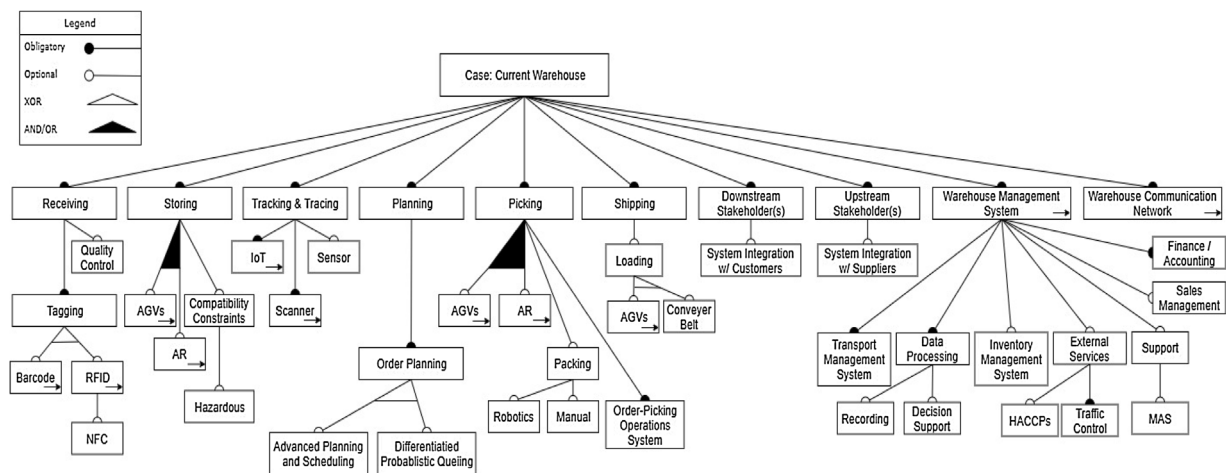 Legend
Obligatory
Optional
XOR
AND/OR
Case: Current Warehouse
Receiving
Storing
Tracking & Tracing
Planning
Picking
Shipping
Downstream
Stakeholder(s)
Upstream
Stakeholder(s)
Warehouse Management
System
Warehouse Communication
Network
Quality
Control
IoT
Sensor
Loading
System Integration
w/ Customers
System Integration
w/ Suppliers
Finance /
Accounting
Tagging
AGVs
Compatibility
Constraints
Scanner
AGVs
AR
AGVs
Conveyer
Belt
Sales
Management
Barcode
RFID
AR
Order Planning
Packing
Transport
Management
System
Data
Processing
Inventory
Management
System
External
Services
Support
NFC
Hazardous
Advanced Planning
and Scheduling
Differentiatied
Probablistic Queiing
Robotics
Manual
Order-Picking
Operations
System
Recording
Decision
Support
HACCPs
Traffic
Control
MAS